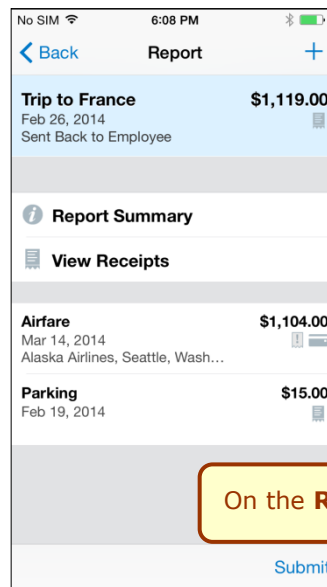 No SIM 6:08 PM
Back Report +
Trip to France $1,119.00
Feb 26, 2014
Sent Back to Employee
Report Summary
View Receipts
Airfare $1,104.00
Mar 14, 2014
Alaska Airlines, Seattle, Wash...
Parking $15.00
Feb 19, 2014
On the R
Submit